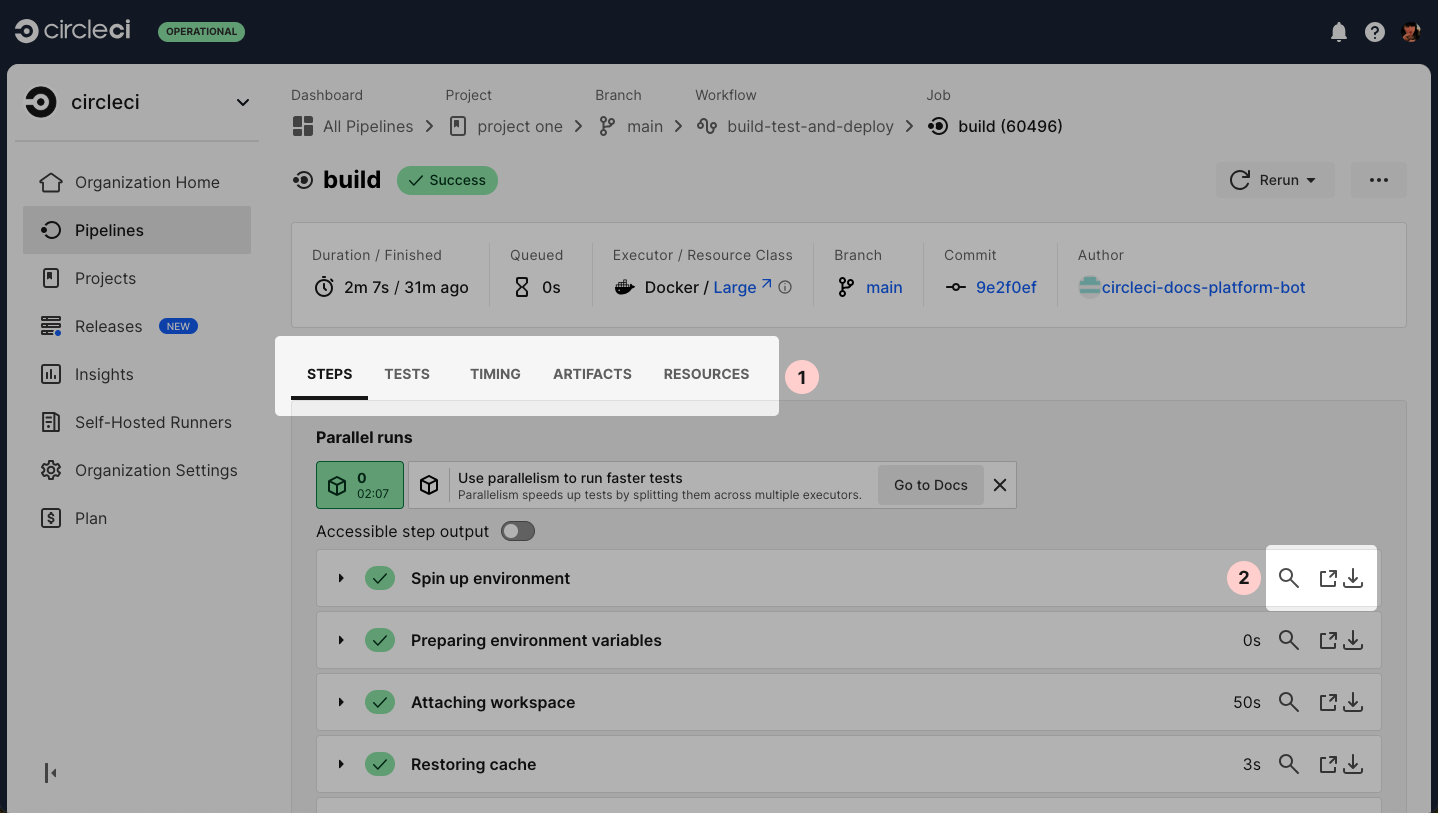 circleci
OPERATIONAL
circleci
Organization Home
Pipelines
Projects
Releases NEW
Insights
Self-Hosted Runners
Organization Settings
Plan
Dashboard Project Branch Workflow Job
All Pipelines project one main build-test-and-deploy build (60496)
build Success Rerun
Duration / Finished Queued Executor / Resource Class Branch Commit Author
2m 7s / 31m ago 0s Docker / Large main 9e2f0ef circleci-docs-platform-bot
STEPS TESTS TIMING ARTIFACTS RESOURCES 1
Parallel runs
0
02:07
Use parallelism to run faster tests
Parallelism speeds up tests by splitting them across multiple executors.
Go to Docs
Accessible step output
Spin up environment 2
Preparing environment variables 0s
Attaching workspace 50s
Restoring cache 3s